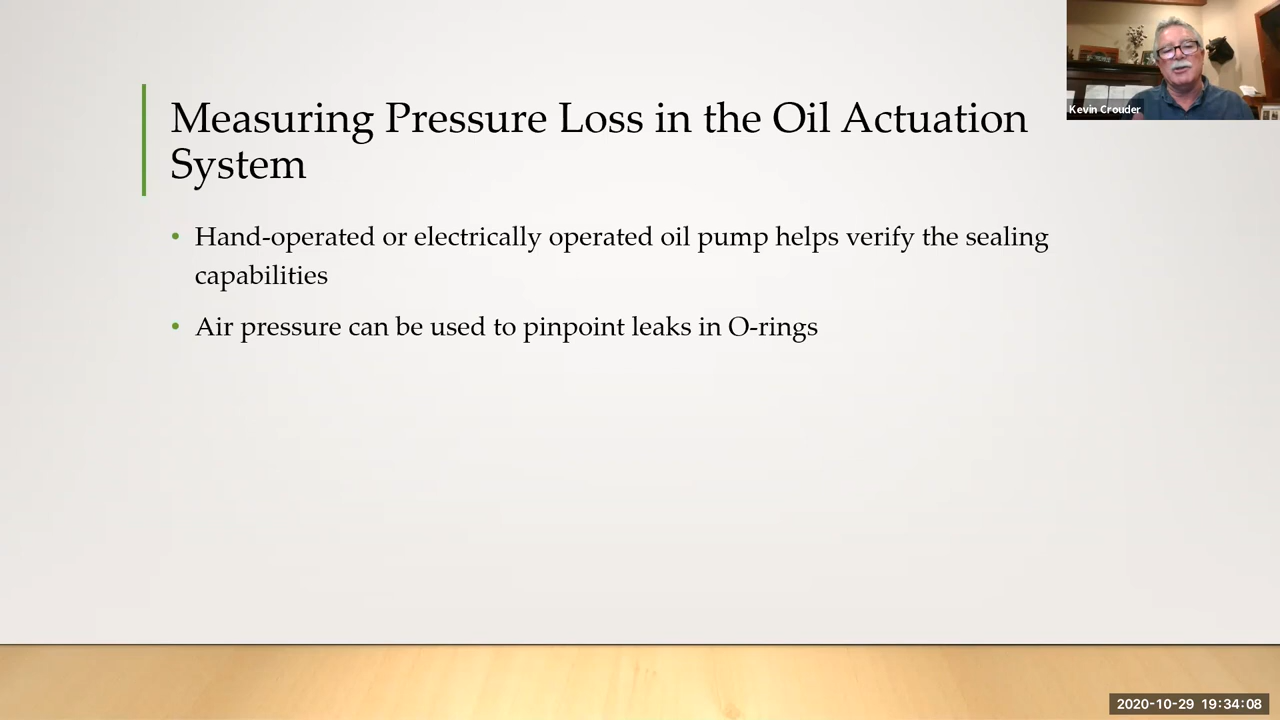 Measuring Pressure Loss in the Oil Actuation
System
• Hand-operated or electrically operated oil pump helps verify the sealing
capabilities
• Air pressure can be used to pinpoint leaks in O-rings
Kevin Crouder
2020-10-29 19:34:08